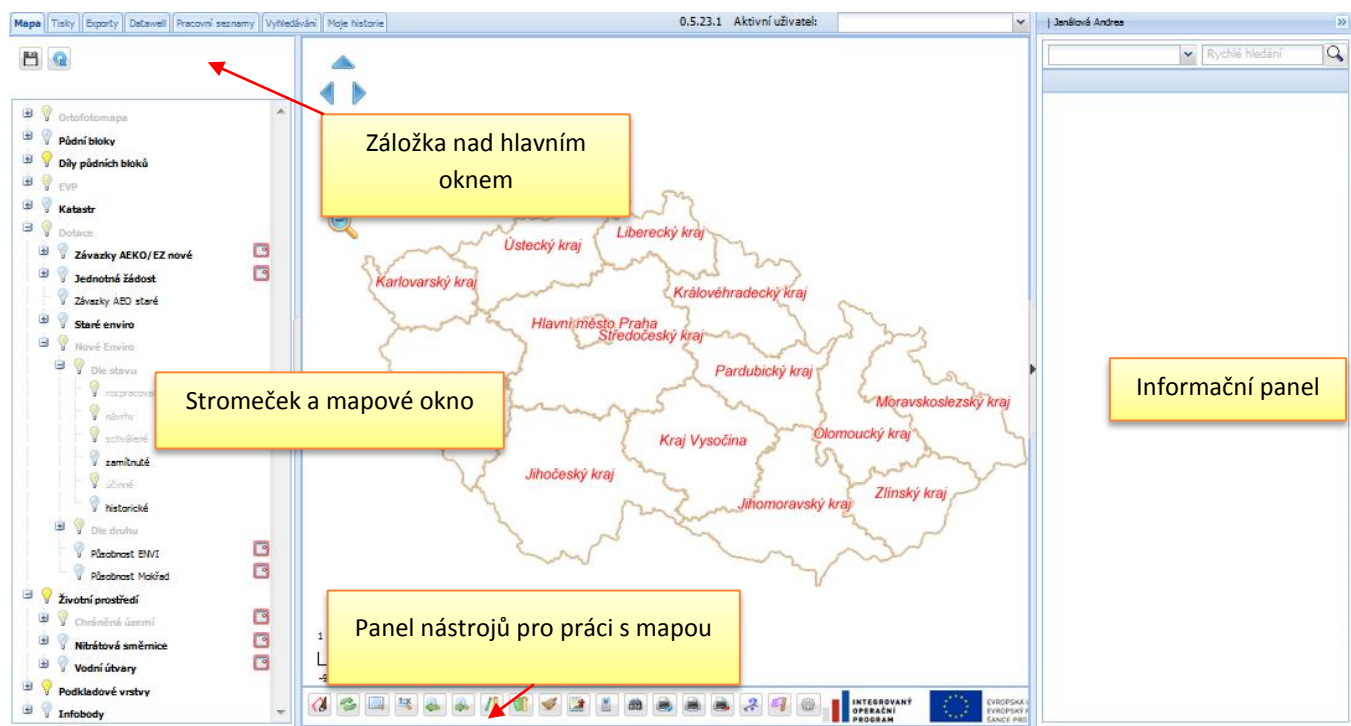 Mapa Tisky Exporty Datawell Pracovní seznamy Vyhledávání Moje historie
0.5.23.1 Aktivní uživatel:
| Janálová Andrea
Rychlé hledání
Ortofotomapa
Půdní bloky
Díly půdních bloků
EVP
Katastr
Dotace
Závazky AEKO/EZ nové
Jednotná žádost
Závazky AEO staré
Staré enviro
Nové Enviro
Dle stavu
návrhy
schválené
zamítnuté
účinné
historické
Dle druhu
Působnost ENVI
Působnost Mokřad
Životní prostředí
Chráněná území
Nitrátová směrnice
Vodní útvary
Podkladové vrstvy
Infobody
Záložka nad hlavním
oknem
Stromeček a mapové okno
Informační panel
Panel nástrojů pro práci s mapou
Ústecký kraj
Liberecký kraj
Karlovarský kraj
Královéhradecký kraj
Hlavní město Praha
Středočeský kraj
Pardubický kraj
Moravskoslezský kraj
Kraj Vysočina
Olomoucký kraj
Jihočeský kraj
Jihomoravský kraj
Zlínský kraj
1
INTEGROVANÝ
OPERAČNÍ
PROGRAM
EVROPSKÁ
EVROPSKÝ
ŠANCE PRO